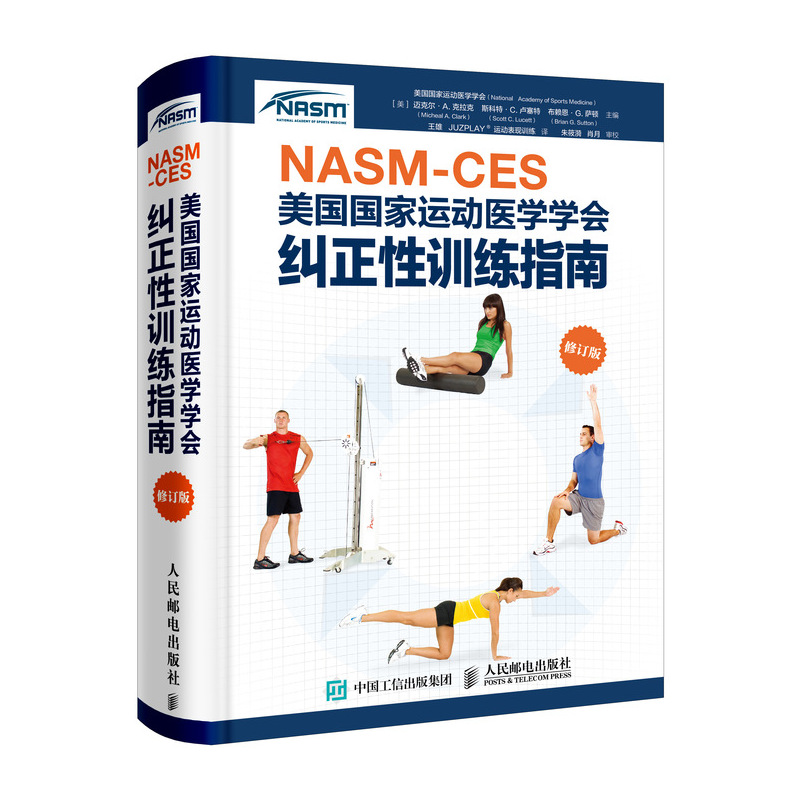 NASM
NATIONAL ACADEMY OF SPORTS MEDICINE
美国国家运动医学学会(National Academy of Sports Medicine)
[美] 迈克尔·A. 克拉克 斯科特·C. 卢塞特 布赖恩·G. 萨顿 主编
(Micheal A. Clark) (Scott C. Lucett) (Brian G. Sutton)
王雄 JUZPLAY® 运动表现训练 译 朱筱漪 肖月 审校
NASM-CES
美国国家运动医学学会
纠正性训练指南
修订版
中国工信出版集团
人民邮电出版社
POSTS & TELECOM PRESS
NASM
NATIONAL ACADEMY OF SPORTS MEDICINE
NASM
-CES
美国国家运动医学学会
纠正性训练指南
修订版
人民邮电出版社